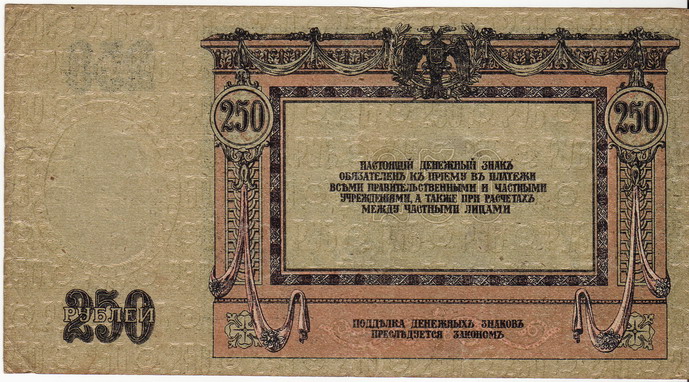 250
250
НАСТОЯЩІЙ ДЕНЕЖНЫЙ ЗНАКЪ
ОБЯЗАТЕЛЕНЪ КЪ ПРІЕМУ ВЪ ПЛАТЕЖИ
ВСѢМИ ПРАВИТЕЛЬСТВЕННЫМИ И ЧАСТНЫМИ
УЧРЕЖДЕНІЯМИ, А ТАКЖЕ ПРИ РАСЧЕТАХЪ
МЕЖДУ ЧАСТНЫМИ ЛИЦАМИ
250
РУБЛЕЙ
ПОДДѢЛКА ДЕНЕЖНЫХЪ ЗНАКОВЪ
ПРЕСЛѢДУЕТСЯ ЗАКОНОМЪ